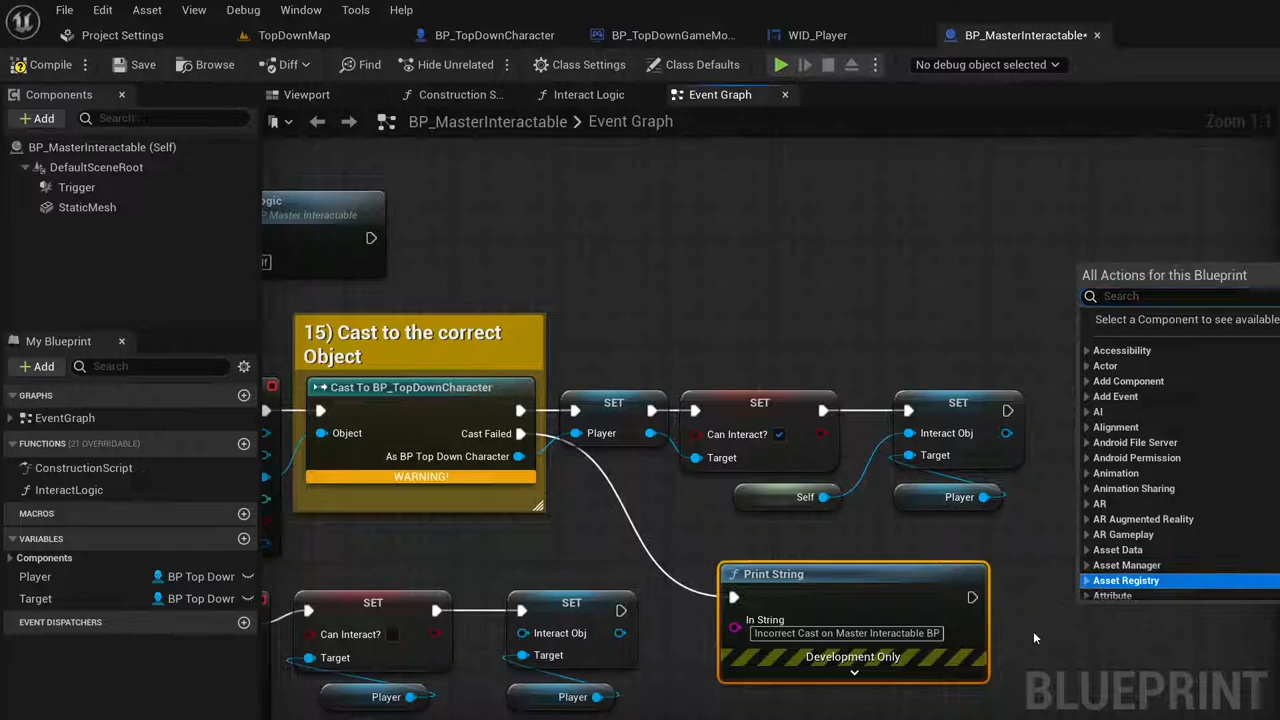 File Edit Asset View Debug Window Tools Help
Project Settings TopDownMap BP_TopDownCharacter BP_TopDownGameMo... WID_Player BP_MasterInteractable*
Compile Save Browse Diff Find Hide Unrelated Class Settings Class Defaults No debug object selected
Components Viewport Construction S... Interact Logic Event Graph
Add Search
BP_MasterInteractable > Event Graph Zoom 1:1
BP_MasterInteractable (Self)
DefaultSceneRoot
Trigger
StaticMesh
My Blueprint
Add Search
GRAPHS
EventGraph
FUNCTIONS (21 OVERRIDABLE)
ConstructionScript
InteractLogic
MACROS
VARIABLES
Components
Player BP Top Down
Target BP Top Down
EVENT DISPATCHERS
ogic
BP Master Interactable
elf
15) Cast to the correct
Object
Cast To BP_TopDownCharacter
Object
Cast Failed
As BP Top Down Character
WARNING!
SET
Player
SET
Can Interact?
Target
SET
Interact Obj
Target
Self
Player
SET
Can Interact?
Target
Player
SET
Interact Obj
Target
Player
Print String
In String
Incorrect Cast on Master Interactable BP
Development Only
All Actions for this Blueprint
Search
Select a Component to see available
Accessibility
Actor
Add Component
Add Event
AI
Alignment
Android File Server
Android Permission
Animation
Animation Sharing
AR
AR Augmented Reality
AR Gameplay
Asset Data
Asset Manager
Asset Registry
Attribute
BLUEPRINT